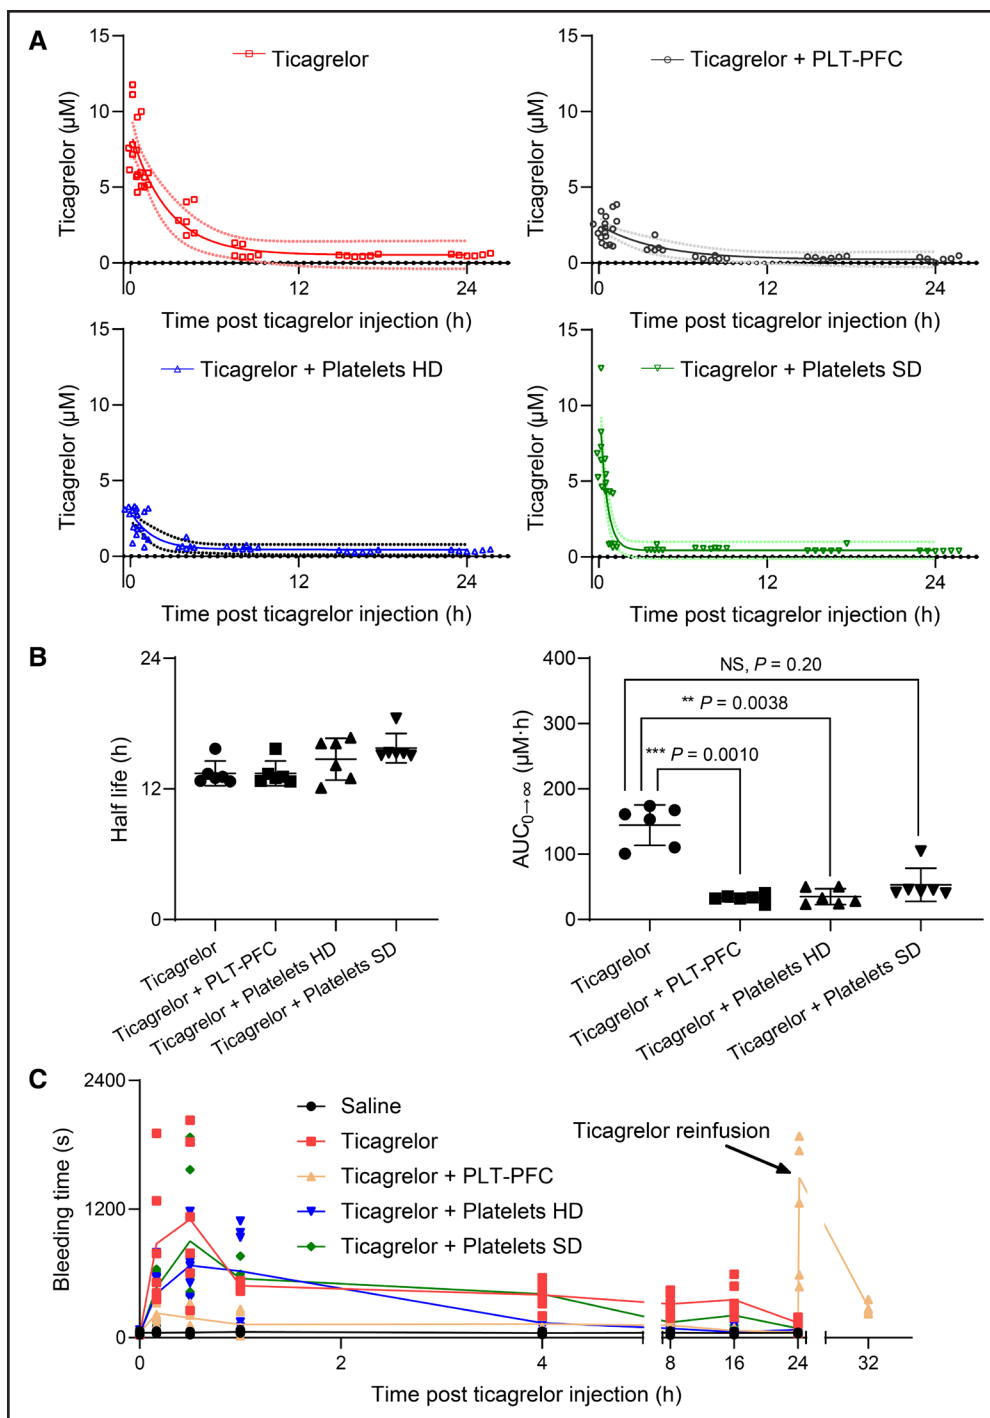 A
15
10
5
0
Ticagrelor (µM)
Ticagrelor
0
12
24
Time post ticagrelor injection (h)
15
10
5
0
Ticagrelor (µM)
Ticagrelor + PLT-PFC
0
12
24
Time post ticagrelor injection (h)
15
10
5
0
Ticagrelor (µM)
Ticagrelor + Platelets HD
0
12
24
Time post ticagrelor injection (h)
15
10
5
0
Ticagrelor (µM)
Ticagrelor + Platelets SD
0
12
24
Time post ticagrelor injection (h)
B
24
12
0
Half life (h)
Ticagrelor
Ticagrelor + PLT-PFC
Ticagrelor + Platelets HD
Ticagrelor + Platelets SD
400
300
200
100
0
AUC0→∞ (µM·h)
NS, P = 0.20
** P = 0.0038
*** P = 0.0010
Ticagrelor
Ticagrelor + PLT-PFC
Ticagrelor + Platelets HD
Ticagrelor + Platelets SD
C
2400
1200
0
Bleeding time (s)
Saline
Ticagrelor
Ticagrelor + PLT-PFC
Ticagrelor + Platelets HD
Ticagrelor + Platelets SD
Ticagrelor reinfusion
0
2
4
8
16
24
32
Time post ticagrelor injection (h)